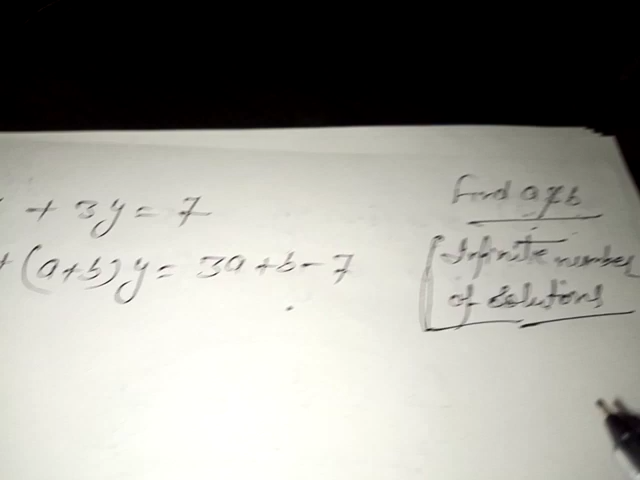 + 3y = 7
+ (a+b) y = 3a + b - 7
Find a & b
Infinite number
of solutions